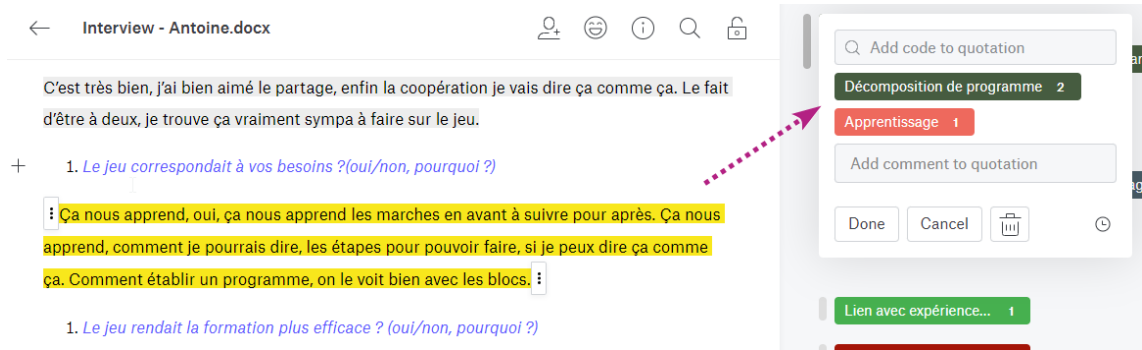 Interview - Antoine.docx
C'est très bien, j'ai bien aimé le partage, enfin la coopération je vais dire ça comme ça. Le fait
d'être à deux, je trouve ça vraiment sympa à faire sur le jeu.
1. Le jeu correspondait à vos besoins ?(oui/non, pourquoi ?)
Ça nous apprend, oui, ça nous apprend les marches en avant à suivre pour après. Ça nous
apprend, comment je pourrais dire, les étapes pour pouvoir faire, si je peux dire ça comme
ça. Comment établir un programme, on le voit bien avec les blocs.
1. Le jeu rendait la formation plus efficace ? (oui/non, pourquoi ?)
Add code to quotation
Décomposition de programme 2
Apprentissage 1
Add comment to quotation
Done Cancel
Lien avec expérience... 1